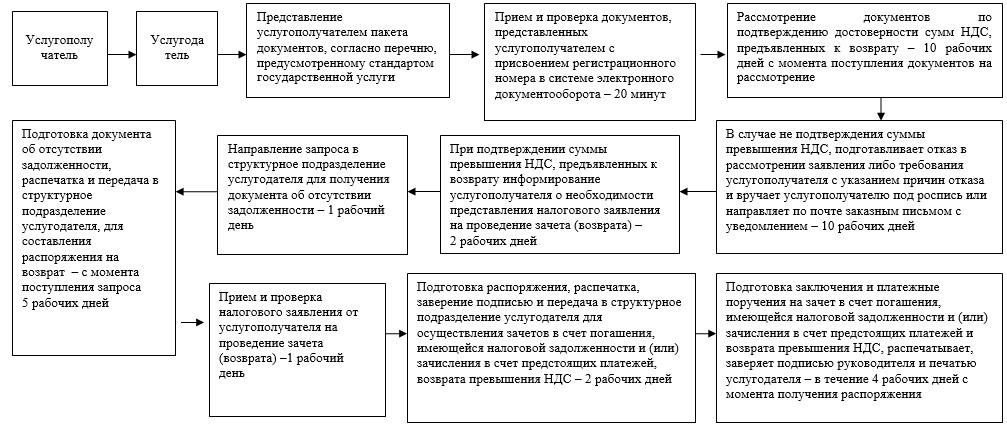 Услугополу
чатель
Услугода
тель
Представление
услугополучателем пакета
документов, согласно перечню,
предусмотренному стандартом
государственной услуги
Прием и проверка документов,
представленных
услугополучателем с
присвоением регистрационного
номера в системе электронного
документооборота – 20 минут
Рассмотрение документов по
подтверждению достоверности сумм НДС,
предъявленных к возврату – 10 рабочих
дней с момента поступления документов на
рассмотрение
В случае не подтверждения суммы
превышения НДС, подготавливает отказ в
рассмотрении заявления либо требования
услугополучателя с указанием причин отказа
и вручает услугополучателю под роспись или
направляет по почте заказным письмом с
уведомлением – 10 рабочих дней
При подтверждении суммы
превышения НДС, предъявленных к
возврату информирование
услугополучателя о необходимости
представления налогового заявления
на проведение зачета (возврата) –
2 рабочих дней
Направление запроса в
структурное подразделение
услугодателя для получения
документа об отсутствии
задолженности – 1 рабочий
день
Подготовка документа
об отсутствии
задолженности,
распечатка и передача в
структурное
подразделение
услугодателя, для
составления
распоряжения на
возврат – с момента
поступления запроса
5 рабочих дней
Прием и проверка
налогового заявления от
услугополучателя на
проведение зачета
(возврата) –1 рабочий
день
Подготовка распоряжения, распечатка,
заверение подписью и передача в структурное
подразделение услугодателя для
осуществления зачетов в счет погашения,
имеющейся налоговой задолженности и (или)
зачисления в счет предстоящих платежей,
возврата превышения НДС – 2 рабочих дней
Подготовка заключения и платежные
поручения на зачет в счет погашения,
имеющейся налоговой задолженности и (или)
зачисления в счет предстоящих платежей и
возврата превышения НДС, распечатывает,
заверяет подписью руководителя и печатью
услугодателя – в течение 4 рабочих дней с
момента получения распоряжения